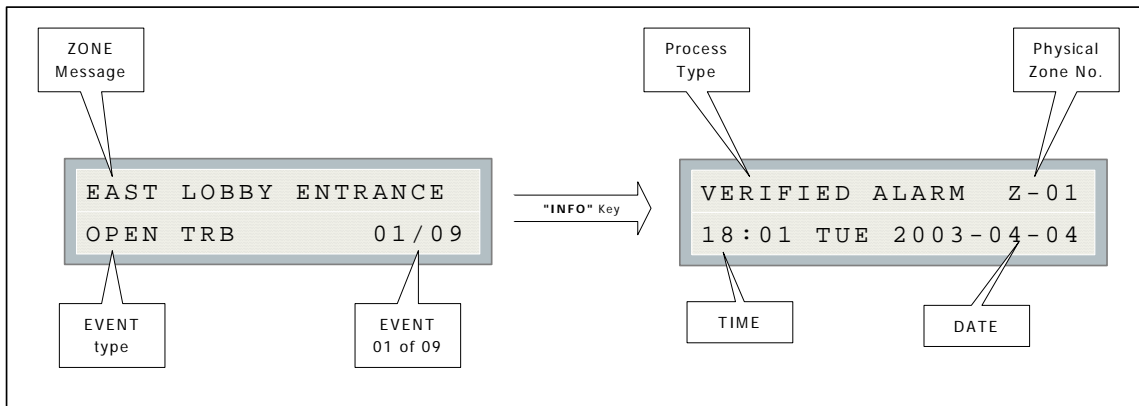 ZONE
Message
Process
Type
Physical
Zone No.
EAST LOBBY ENTRANCE
OPEN TRB 01/09
"INFO" Key
VERIFIED ALARM Z-01
18:01 TUE 2003-04-04
EVENT
type
EVENT
01 of 09
TIME
DATE